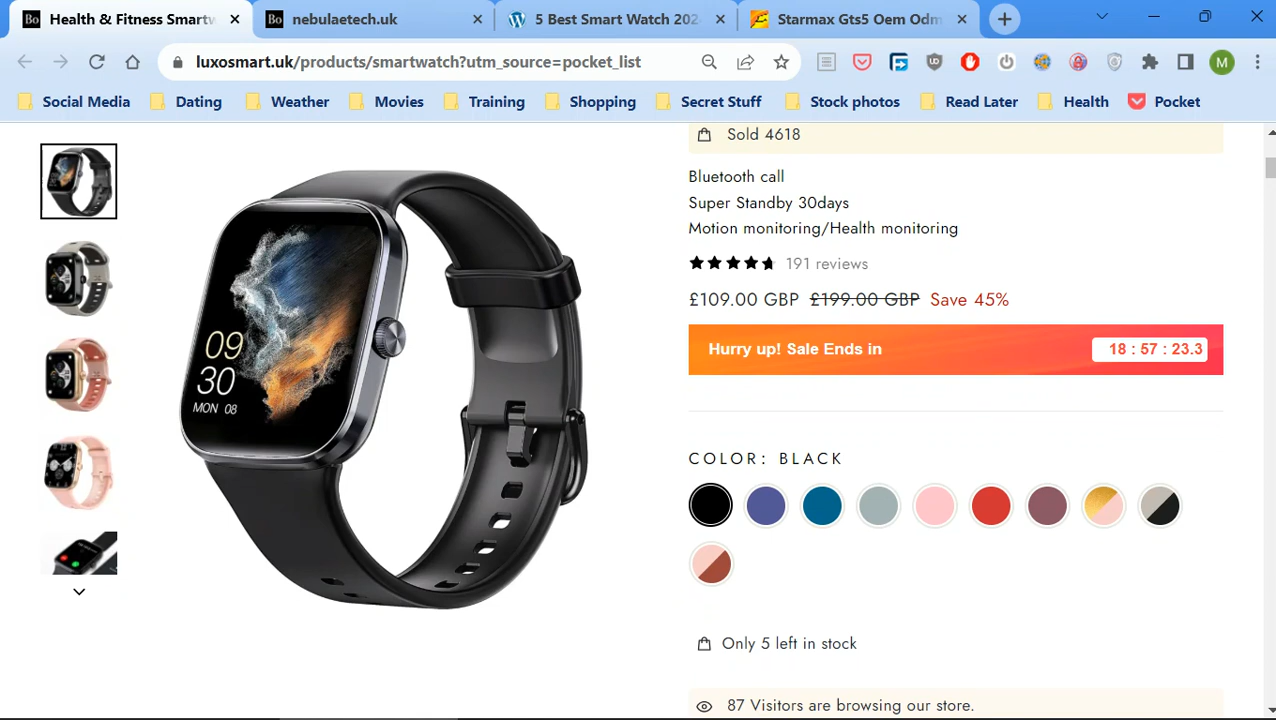 Health & Fitness Smartw
nebulaetech.uk
5 Best Smart Watch 202
Starmax Gts5 Oem Odm
luxosmart.uk/products/smartwatch?utm_source=pocket_list
M
Social Media
Dating
Weather
Movies
Training
Shopping
Secret Stuff
Stock photos
Read Later
Health
Pocket
Sold 4618
Bluetooth call
Super Standby 30days
Motion monitoring/Health monitoring
191 reviews
£109.00 GBP £199.00 GBP Save 45%
Hurry up! Sale Ends in 18 : 57 : 23.3
09
30
MON 08
COLOR: BLACK
Only 5 left in stock
87 Visitors are browsing our store.